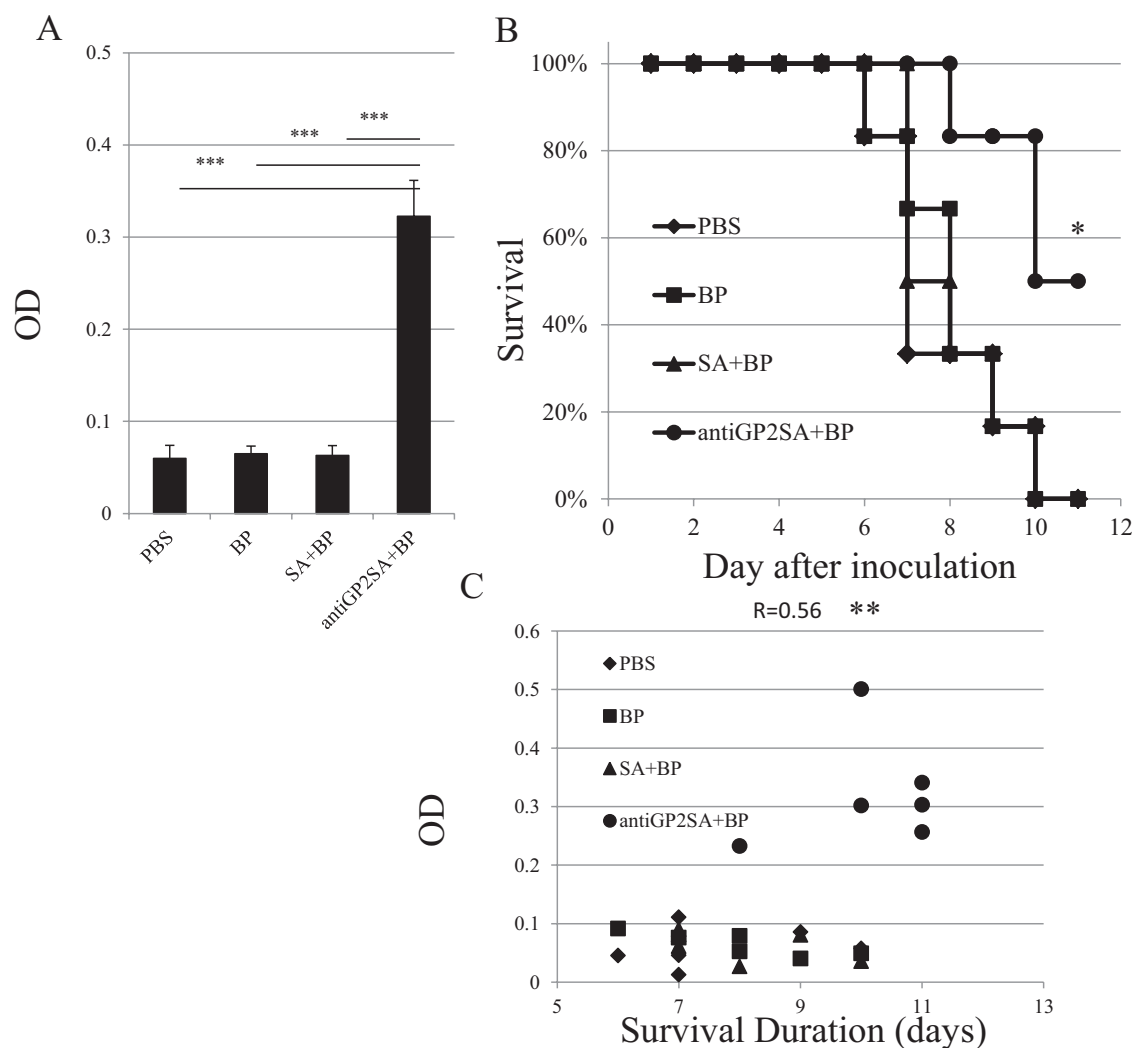 A
0.5
0.4
0.3
0.2
0.1
0
OD
***
***
***
PBS
BP
SA+BP
antiGP2SA+BP
B
100%
80%
60%
40%
20%
0%
Survival
PBS
BP
SA+BP
antiGP2SA+BP
*
0 2 4 6 8 10 12
Day after inoculation
C
R=0.56 **
0.6
0.5
0.4
0.3
0.2
0.1
0
OD
PBS
BP
SA+BP
antiGP2SA+BP
5 7 9 11 13
Survival Duration (days)